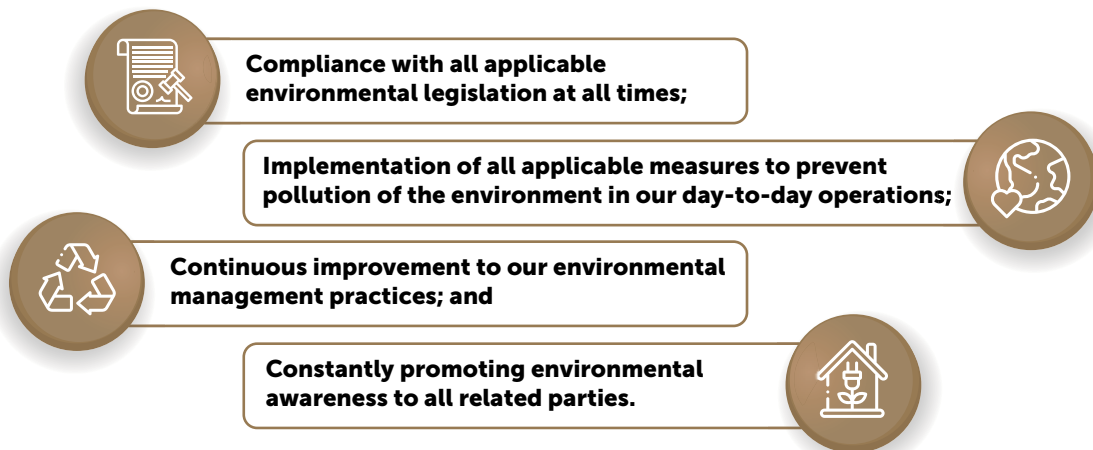 Compliance with all applicable
environmental legislation at all times;
Implementation of all applicable measures to prevent
pollution of the environment in our day-to-day operations;
Continuous improvement to our environmental
management practices; and
Constantly promoting environmental
awareness to all related parties.